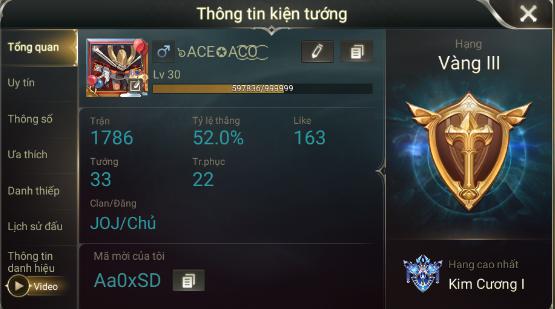 Thông tin kiện tướng
Tổng quan
Uy tín
Thông số
Ưa thích
Danh thiếp
Lịch sử đấu
Thông tin danh hiệu
Video
ACE✪ACO
Lv 30
597836/999999
Trận
1786
Tỷ lệ thắng
52.0%
Like
163
Tướng
33
Tr.phục
22
Clan/Đăng
JOJ/Chủ
Mã mời của tôi
Aa0xSD
Hạng
Vàng III
Hạng cao nhất
Kim Cương I